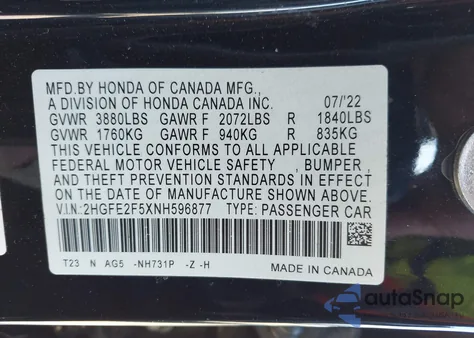 MFD.BY HONDA OF CANADA MFG.,
A DIVISION OF HONDA CANADA INC. 07/'22
GVWR 3880LBS GAWR F 2072LBS R 1840LBS
GVWR 1760KG GAWR F 940KG R 835KG
THIS VEHICLE CONFORMS TO ALL APPLICABLE
FEDERAL MOTOR VEHICLE SAFETY , BUMPER ,
AND THEFT PREVENTION STANDARDS IN
EFFECT ON THE DATE OF MANUFACTURE
SHOWN ABOVE.
V.I.N:2HGFE2F5XNH596877 TYPE: PASSENGER CAR
T23 N AG5 -NH731P -Z -H
MADE IN CANADA
autoSnap